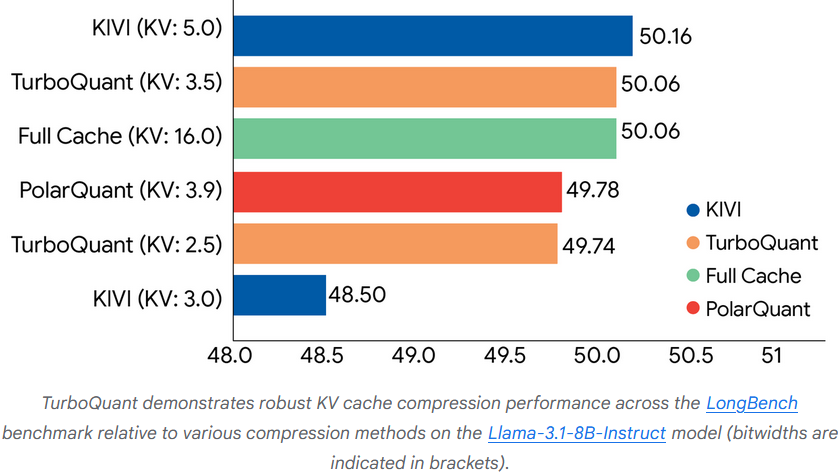 KIVI (KV: 5.0)
50.16
TurboQuant (KV: 3.5)
50.06
Full Cache (KV: 16.0)
50.06
PolarQuant (KV: 3.9)
49.78
TurboQuant (KV: 2.5)
49.74
KIVI (KV: 3.0)
48.50
KIVI
TurboQuant
Full Cache
PolarQuant
48.0 48.5 49.0 49.5 50.0 50.5 51
TurboQuant demonstrates robust KV cache compression performance across the LongBench
benchmark relative to various compression methods on the Llama-3.1-8B-Instruct model (bitwidths are
indicated in brackets).